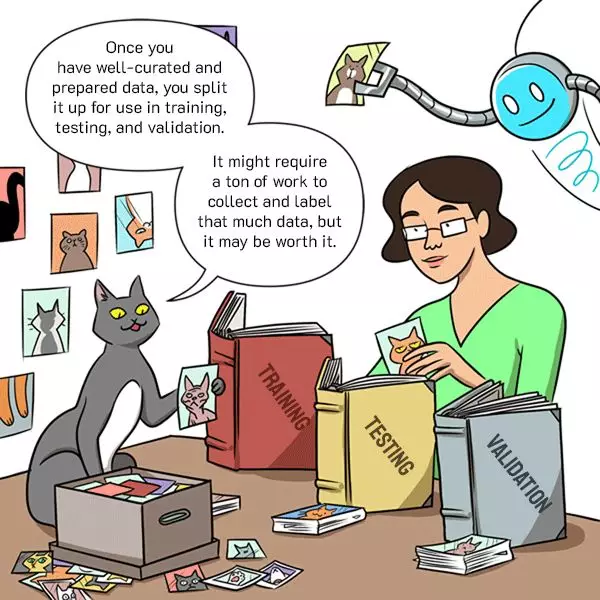 Once you
have well-curated and
prepared data, you split
it up for use in training,
testing, and validation.
It might require
a ton of work to
collect and label
that much data, but
it may be worth it.
TRAINING
TESTING
VALIDATION